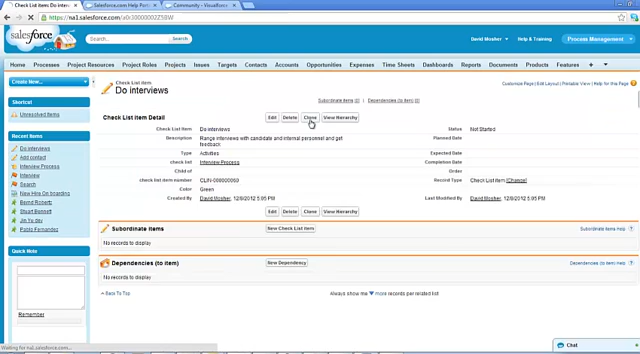 Check List Item: Do interv
Salesforce.com Help Port
Community - Visualforce
https://na1.salesforce.com/a0r30000002Z5BW
salesforce
Search...
Search
David Mosher
Help & Training
Process Management
Home Processes Project Resources Project Roles Projects Issues Targets Contacts Accounts Opportunities Expenses Time Sheets Dashboards Reports Documents Products Features +
Create New...
Check List Item
Do interviews
Customize Page | Edit Layout | Printable View | Help for this Page
Shortcut
Unresolved Items
Subordinate items [0] | Dependencies (to item) [0]
Check List Item Detail
Edit Delete Clone View Hierarchy
Recent Items
Do interviews
Add contact
Interview Process
Interview
Search
New Hire On boarding
Bernd Robertz
Stuart Bennett
Jin Yu dev
Pablo Fernandez
Check List Item Do interviews
Status Not Started
Description Range interviews with candidate and internal personnel and get feedback
Planned Date
Type Activities
Expected Date
check list Interview Process
Completion Date
Child of
Order
check list item number CLIN-000000060
Record Type Check List item [Change]
Color Green
Created By David Mosher, 12/8/2012 5:05 PM
Last Modified By David Mosher, 12/8/2012 5:05 PM
Edit Delete Clone View Hierarchy
Subordinate items
New Check List item
Subordinate items Help
No records to display
Quick Note
Remember
Dependencies (to item)
New Dependency
Dependencies (to item) Help
No records to display
Back To Top
Always show me more records per related list
Waiting for na1.salesforce.com...
Chat